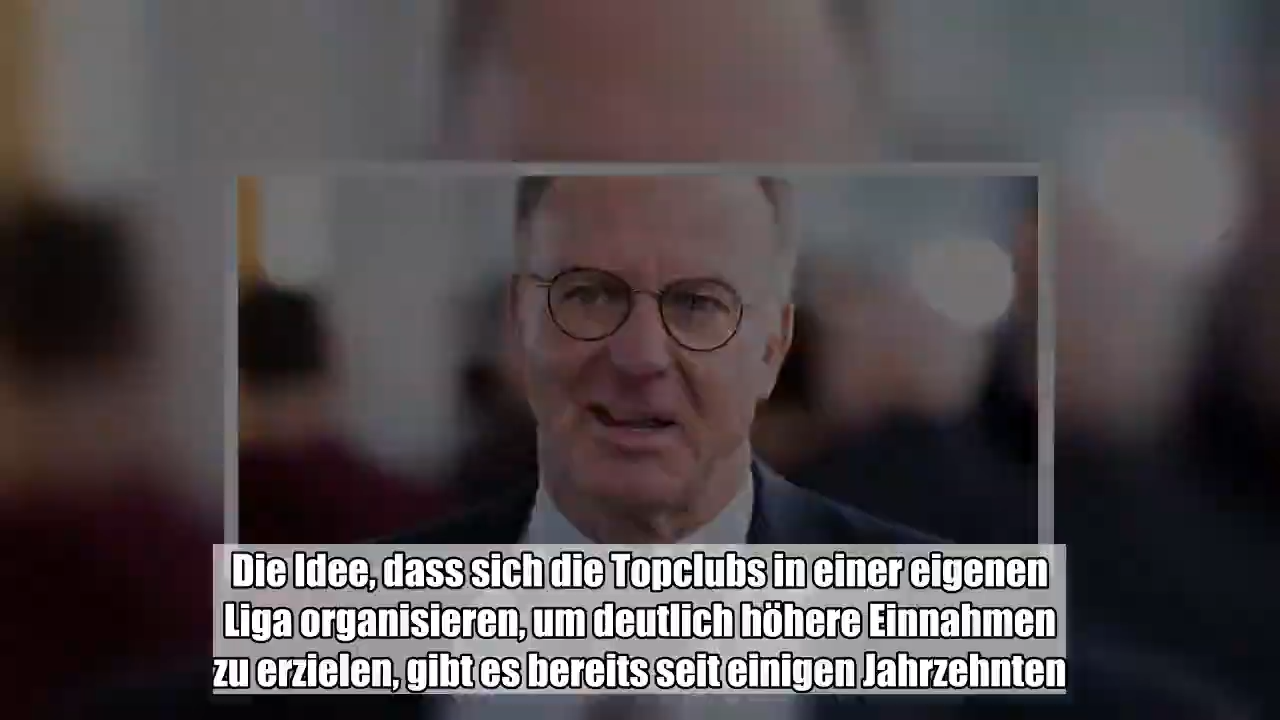 Die Idee, dass sich die Topclubs in einer eigenen
Liga organisieren, um deutlich höhere Einnahmen
zu erzielen, gibt es bereits seit einigen Jahrzehnten